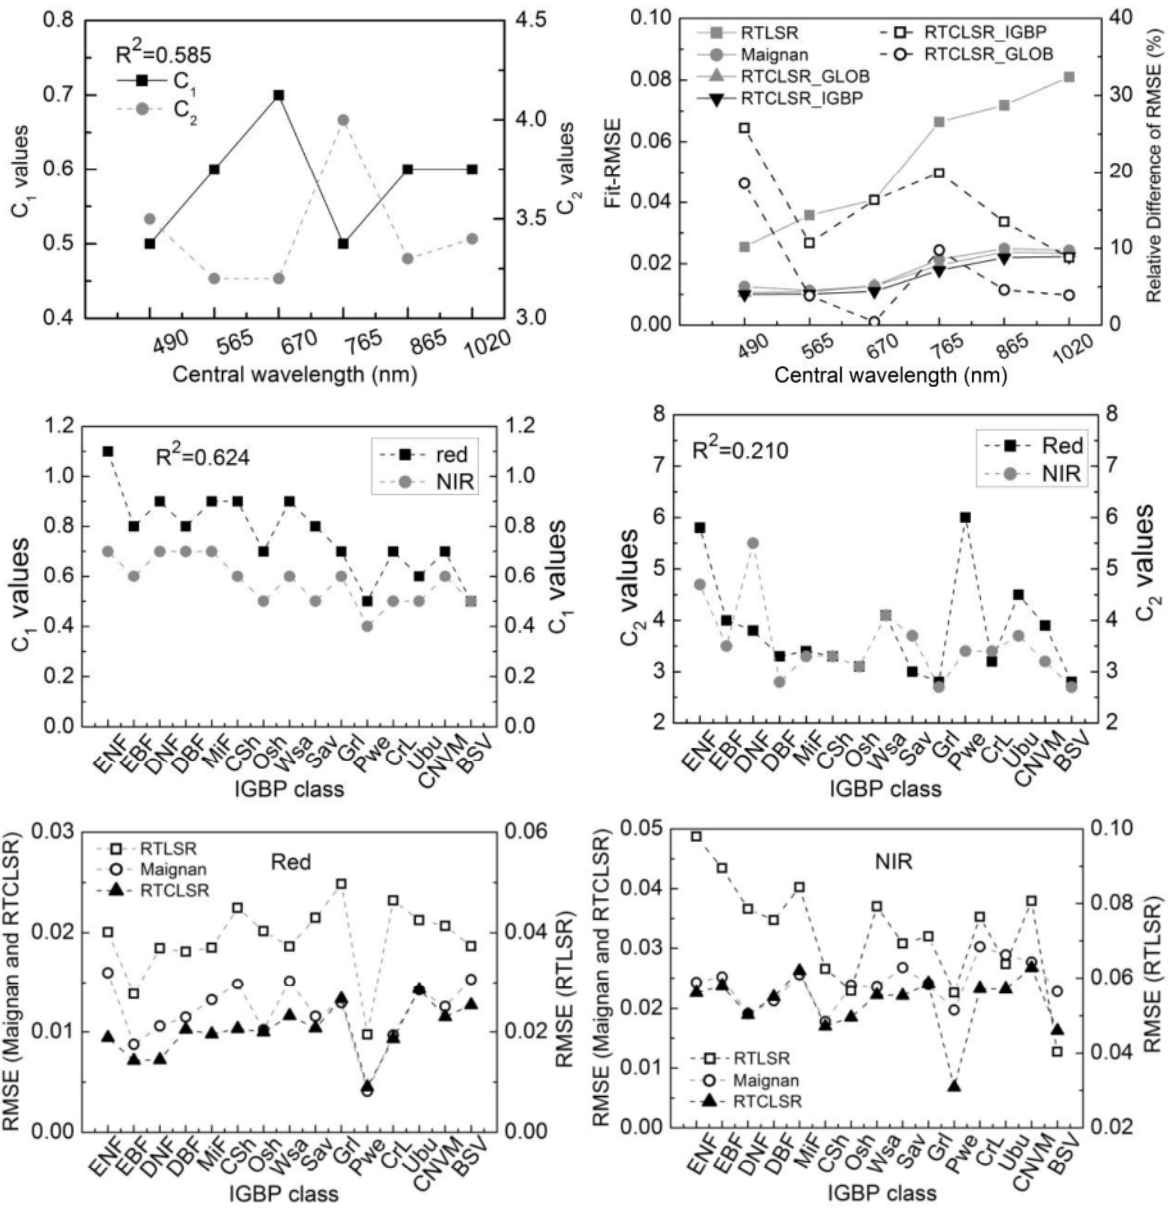 0.8
0.7
0.6
0.5
0.4
C1 values
R2=0.585
C1
C2
4.5
4.0
3.5
3.0
C2 values
490 565 670 765 865 1020
Central wavelength (nm)
0.10
0.08
0.06
0.04
0.02
0.00
Fit-RMSE
RTLSR
Maignan
RTCLSR_GLOB
RTCLSR_IGBP
RTCLSR_IGBP
RTCLSR_GLOB
40
30
20
10
0
Relative Difference of RMSE (%)
490 565 670 765 865 1020
Central wavelength (nm)
1.2
1.0
0.8
0.6
0.4
0.2
0.0
C1 values
R2=0.624
red
NIR
1.2
1.0
0.8
0.6
0.4
0.2
0.0
C1 values
ENF EBF DNF DBF MiF CSh Osh Wsa Sav Grl Pwe CrL Ubu CNVM BSV
IGBP class
8
7
6
5
4
3
2
C2 values
R2=0.210
Red
NIR
8
7
6
5
4
3
2
C2 values
ENF EBF DNF DBF MiF CSh Osh Wsa Sav Grl Pwe CrL Ubu CNVM BSV
IGBP class
0.03
0.02
0.01
0.00
RMSE (Maignan and RTCLSR)
RTLSR
Maignan
RTCLSR
Red
0.06
0.04
0.02
0.00
RMSE (RTLSR)
ENF EBF DNF DBF MiF CSh Osh Wsa Sav Grl Pwe CrL Ubu CNVM BSV
IGBP class
0.05
0.04
0.03
0.02
0.01
0.00
RMSE (Maignan and RTCLSR)
NIR
RTLSR
Maignan
RTCLSR
0.10
0.08
0.06
0.04
0.02
RMSE (RTLSR)
ENF EBF DNF DBF MiF CSh Osh Wsa Sav Grl Pwe CrL Ubu CNVM BSV
IGBP class